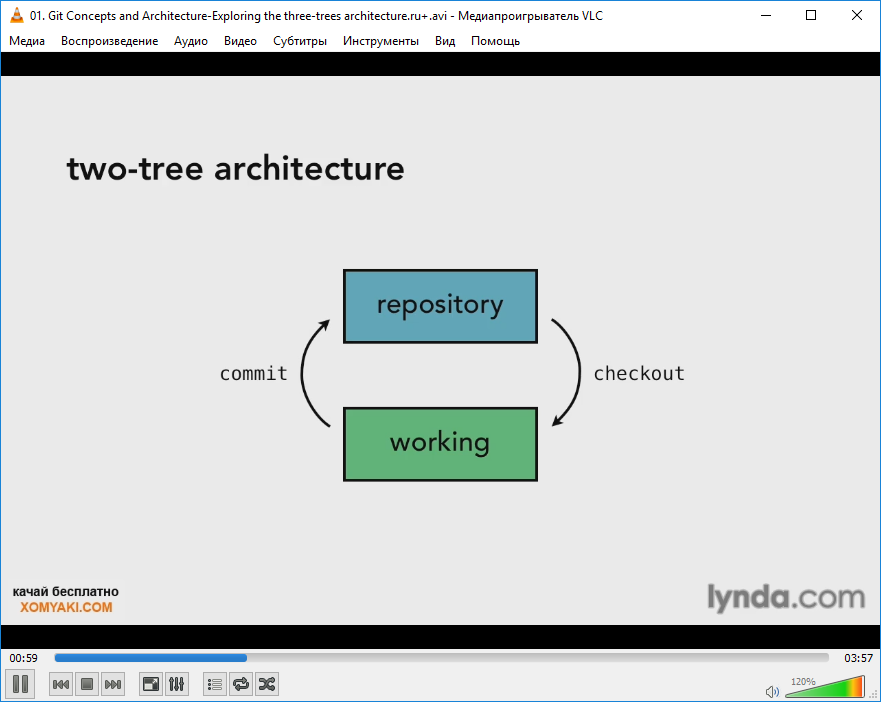 01. Git Concepts and Architecture-Exploring the three-trees architecture.ru+.avi - Медиапроигрыватель VLC
Медиа Воспроизведение Аудио Видео Субтитры Инструменты Вид Помощь
two-tree architecture
repository
commit
checkout
working
качай бесплатно
XOMYAKI.COM
lynda.com
00:59
03:57
120%